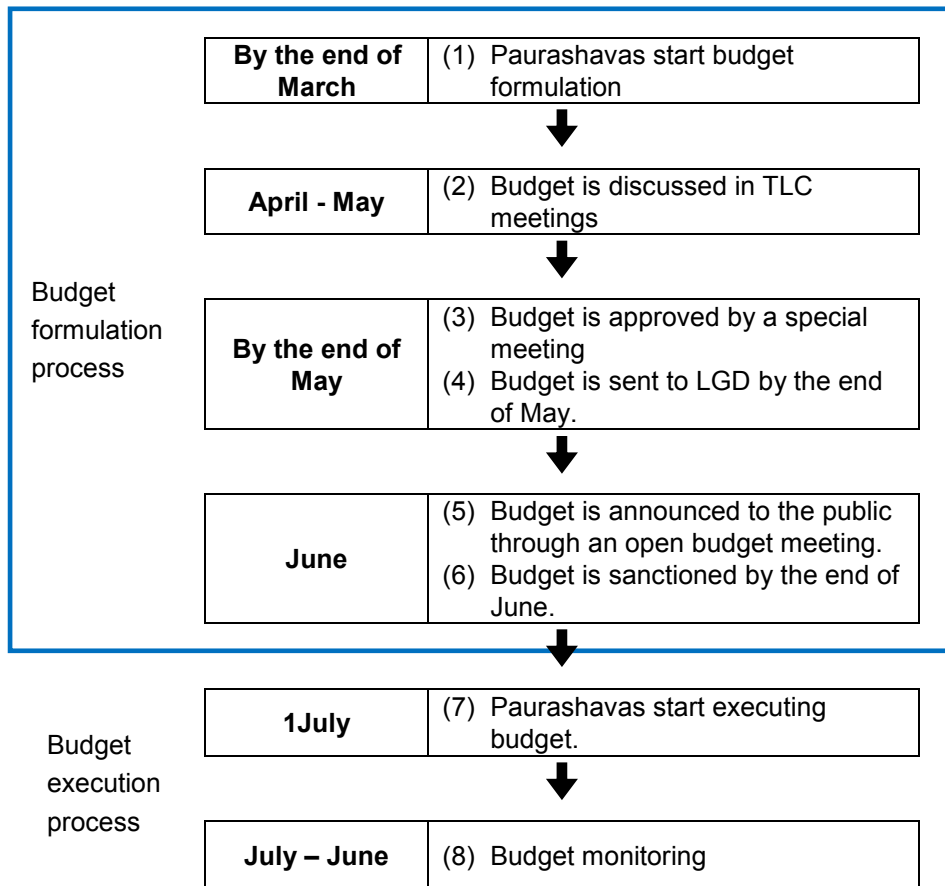 By the end of
March
(1) Paurashavas start budget
formulation
April - May
(2) Budget is discussed in TLC
meetings
Budget
formulation
process
By the end of
May
(3) Budget is approved by a special
meeting
(4) Budget is sent to LGD by the end
of May.
June
(5) Budget is announced to the public
through an open budget meeting.
(6) Budget is sanctioned by the end of
June.
Budget
execution
process
1July
(7) Paurashavas start executing
budget.
July – June
(8) Budget monitoring